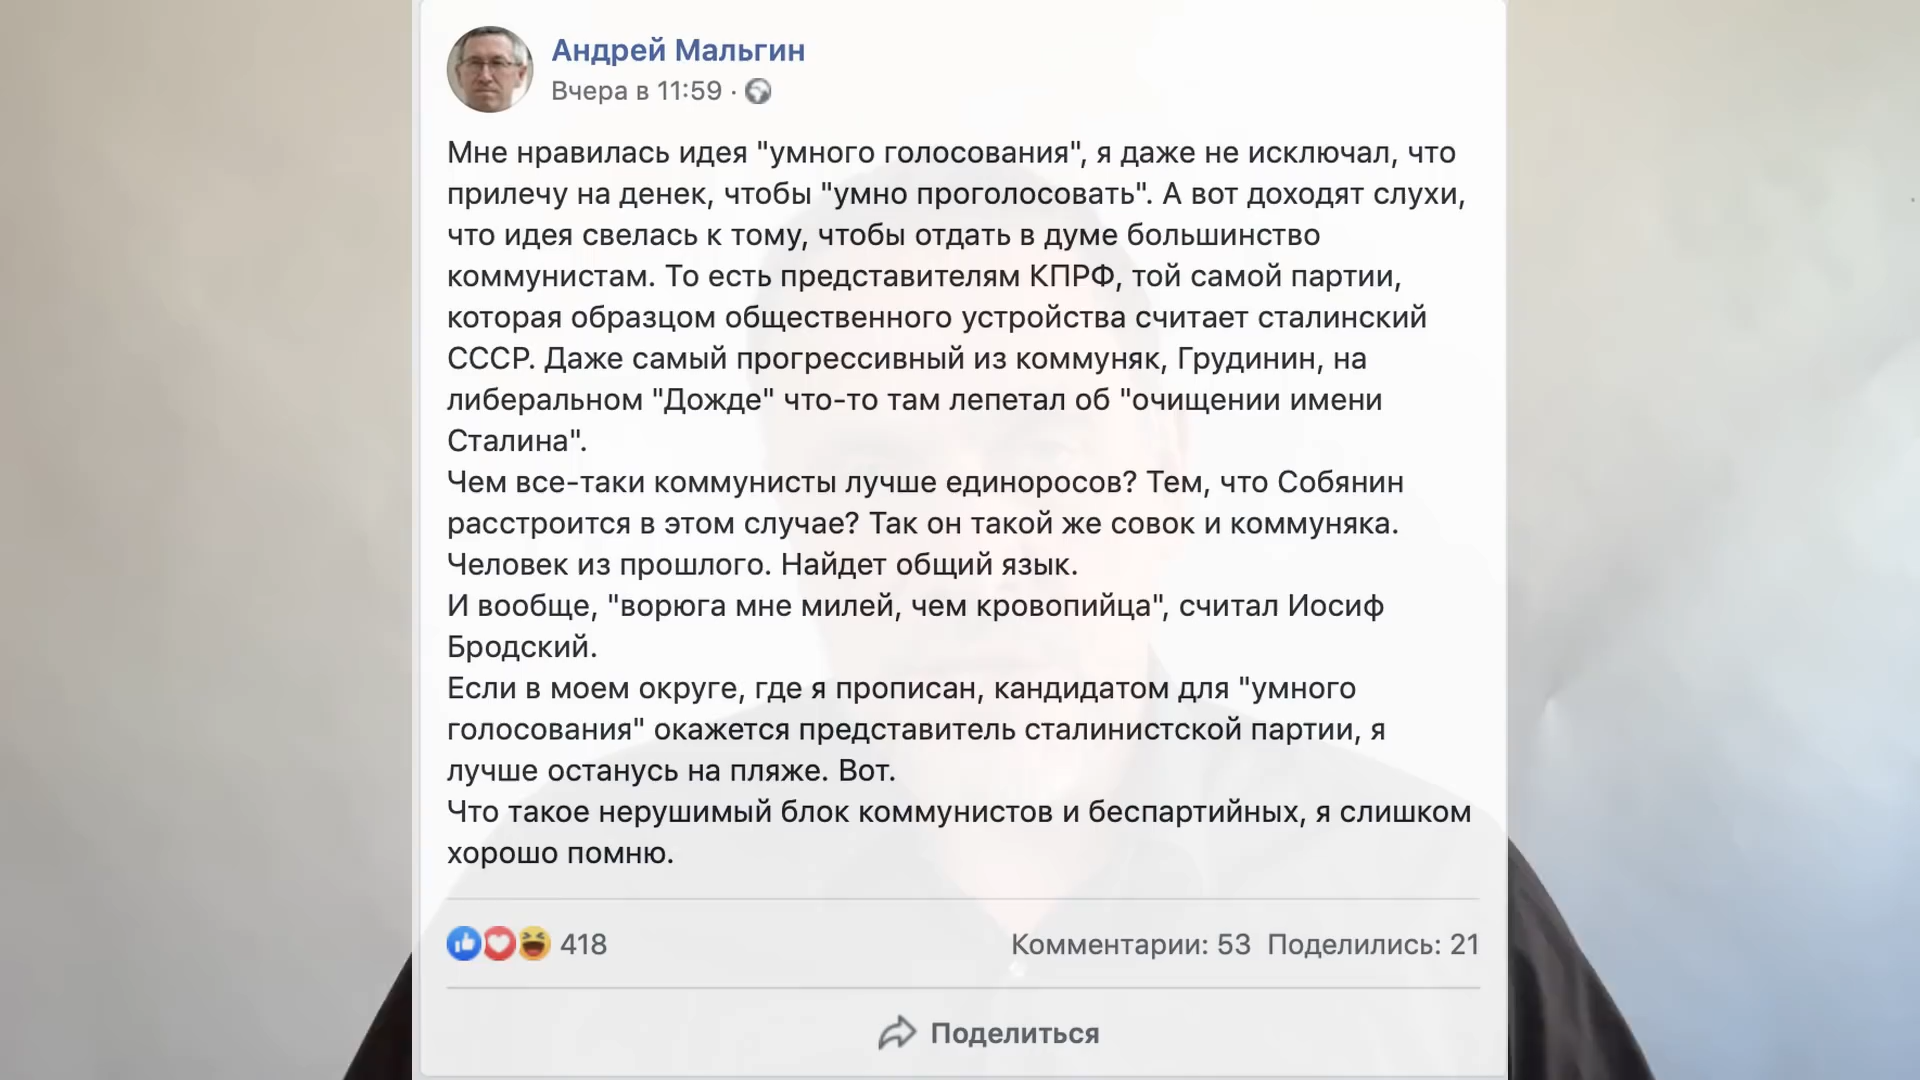 Андрей Мальгин
Вчера в 11:59 ·
Мне нравилась идея "умного голосования", я даже не исключал, что
прилечу на денек, чтобы "умно проголосовать". А вот доходят слухи,
что идея свелась к тому, чтобы отдать в думе большинство
коммунистам. То есть представителям КПРФ, той самой партии,
которая образцом общественного устройства считает сталинский
СССР. Даже самый прогрессивный из коммуняк, Грудинин, на
либеральном "Дожде" что-то там лепетал об "очищении имени
Сталина".
Чем все-таки коммунисты лучше единоросов? Тем, что Собянин
расстроится в этом случае? Так он такой же совок и коммуняка.
Человек из прошлого. Найдет общий язык.
И вообще, "ворюга мне милей, чем кровопийца", считал Иосиф
Бродский.
Если в моем округе, где я прописан, кандидатом для "умного
голосования" окажется представитель сталинистской партии, я
лучше останусь на пляже. Вот.
Что такое нерушимый блок коммунистов и беспартийных, я слишком
хорошо помню.
418 Комментарии: 53 Поделились: 21
Поделиться